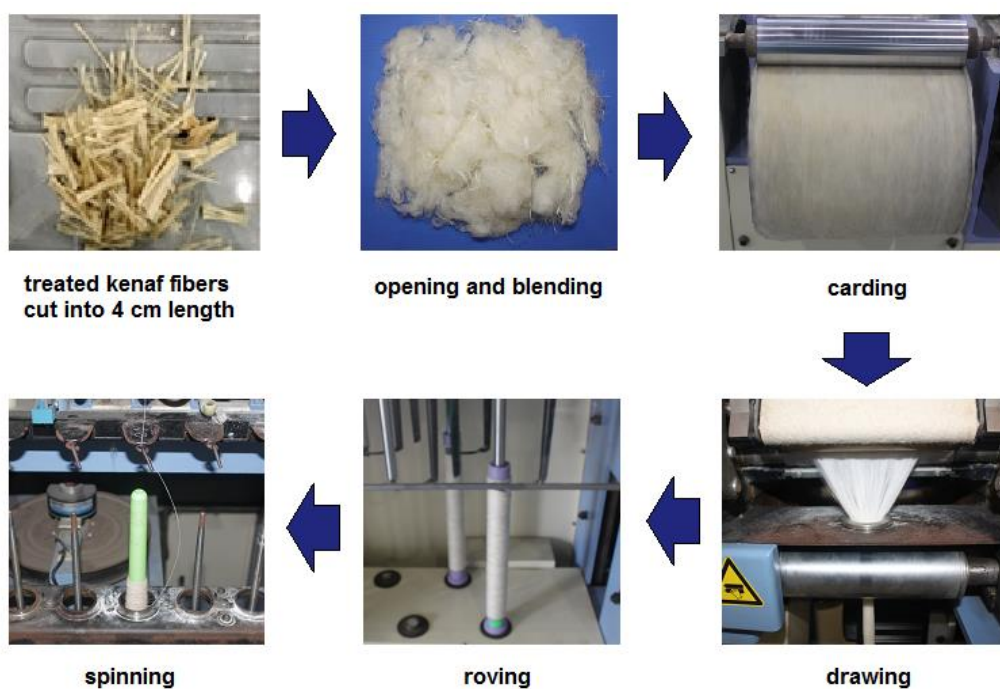 treated kenaf fibers
cut into 4 cm length
opening and blending
carding
drawing
roving
spinning